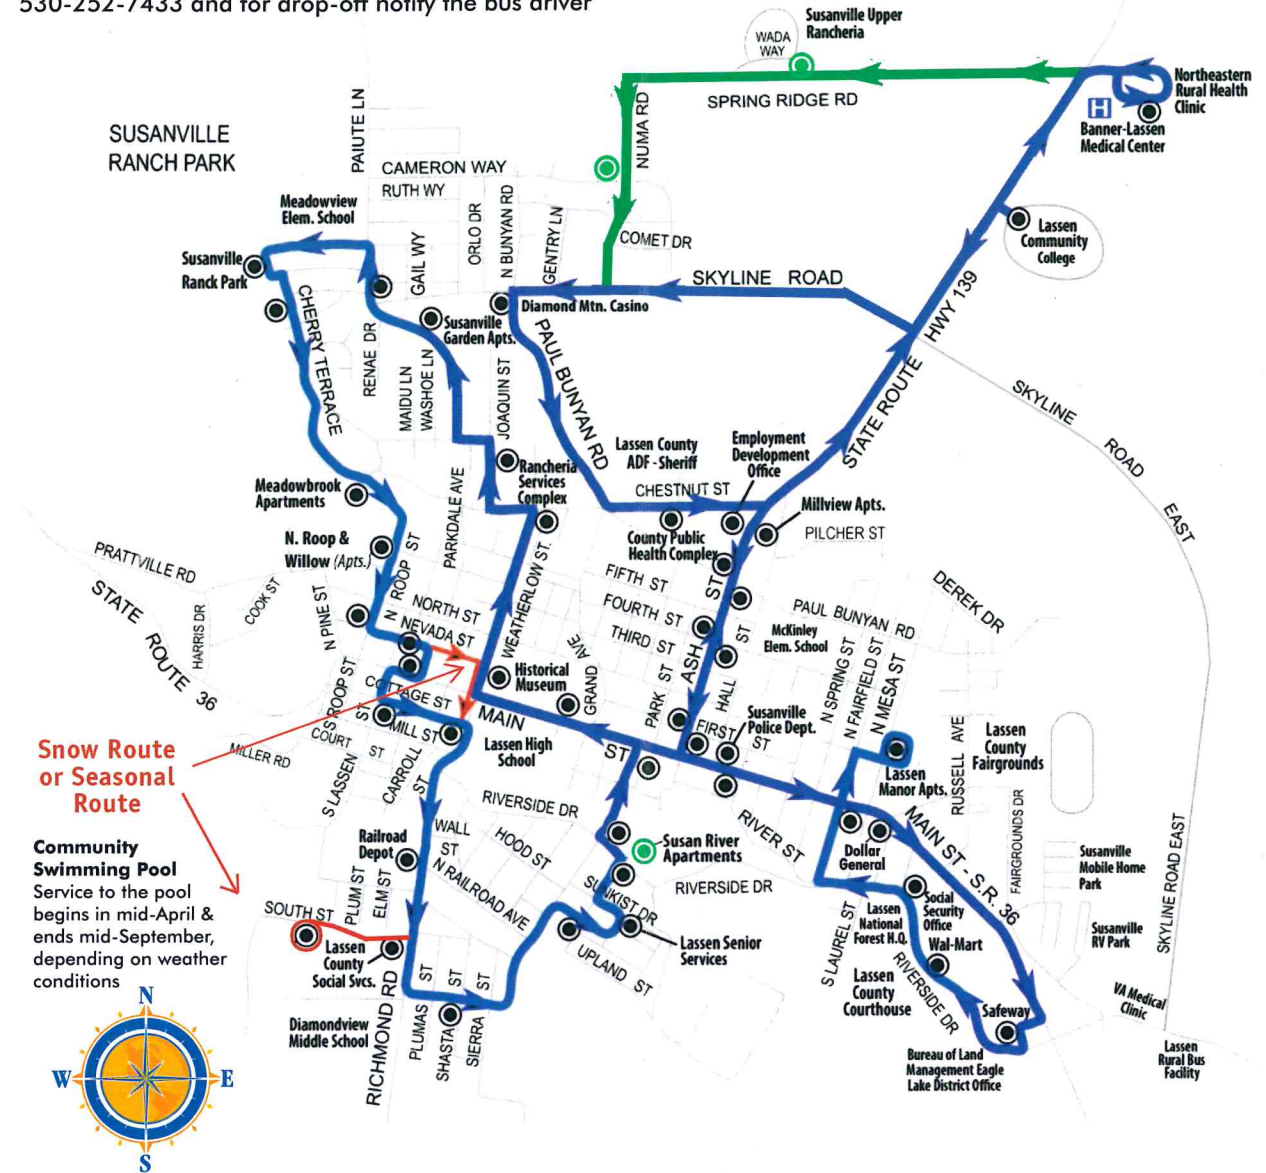 530-252-7433 and for drop-off notify the bus driver
Susanville Upper
Rancheria
WADA
WAY
SPRING RIDGE RD
NUMA RD
Northeastern
Rural Health
Clinic
H
Banner-Lassen
Medical Center
SUSANVILLE
RANCH PARK
PAIUTE LN
CAMERON WAY
RUTH WY
Meadowview
Elem. School
GAIL WY
ORLO DR
N BUNYAN RD
GENTRY LN
COMET DR
Lassen
Community
College
Susanville
Ranck Park
SKYLINE ROAD
STATE ROUTE HWY 139
Diamond Mtn. Casino
Susanville
Garden Apts.
CHERRY TERRACE
RENAE DR
MAIDU LN
WASHOE LN
JOAQUIN ST
PAUL BUNYAN RD
SKYLINE ROAD EAST
Lassen County
ADF - Sheriff
Employment
Development
Office
Rancheria
Services
Complex
Meadowbrook
Apartments
PARKDALE AVE
CHESTNUT ST
Millview Apts.
PILCHER ST
County Public
Health Complex
N. Roop &
Willow (Apts.)
N ROOP ST
WEATHERLOW ST.
PRATTVILLE RD
STATE ROUTE 36
HARRIS DR
COOK ST
N PINE ST
NORTH ST
NEVADA ST
FIFTH ST
FOURTH ST
THIRD ST
ASH ST
PAUL BUNYAN RD
DEREK DR
McKinley
Elem. School
HALL ST
N SPRING ST
N FAIRFIELD ST
N MESA ST
Historical
Museum
GRAND AVE
PARK ST
FIRST ST
Susanville
Police Dept.
COTTAGE ST
S ROOP ST
MILL ST
MAIN ST
Lassen High
School
COURT ST
MILLER RD
S LASSEN ST
CARROLL ST
Lassen
County
Fairgrounds
RUSSELL AVE
Lassen
Manor Apts.
Snow Route
or Seasonal
Route
RIVERSIDE DR
RIVER ST
MAIN ST - S.R. 36
FAIRGROUNDS DR
SKYLINE ROAD EAST
Community
Swimming Pool
Service to the pool
begins in mid-April &
ends mid-September,
depending on weather
conditions
Railroad
Depot
WALL ST
HOOD ST
Susan River
Apartments
Dollar
General
Susanville
Mobile Home
Park
N RAILROAD AVE
SUNKIST DR
RIVERSIDE DR
Social
Security
Office
SOUTH ST
PLUM ST
ELM ST
Lassen
County
Social Svcs.
S LAUREL ST
Lassen
National
Forest H.Q.
Wal-Mart
Susanville
RV Park
Lassen Senior
Services
UPLAND ST
Lassen
County
Courthouse
RIVERSIDE DR
Safeway
VA Medical
Clinic
N
W
E
S
Diamondview
Middle School
RICHMOND RD
PLUMAS ST
SHASTA ST
SIERRA ST
Bureau of Land
Management Eagle
Lake District Office
Lassen
Rural Bus
Facility